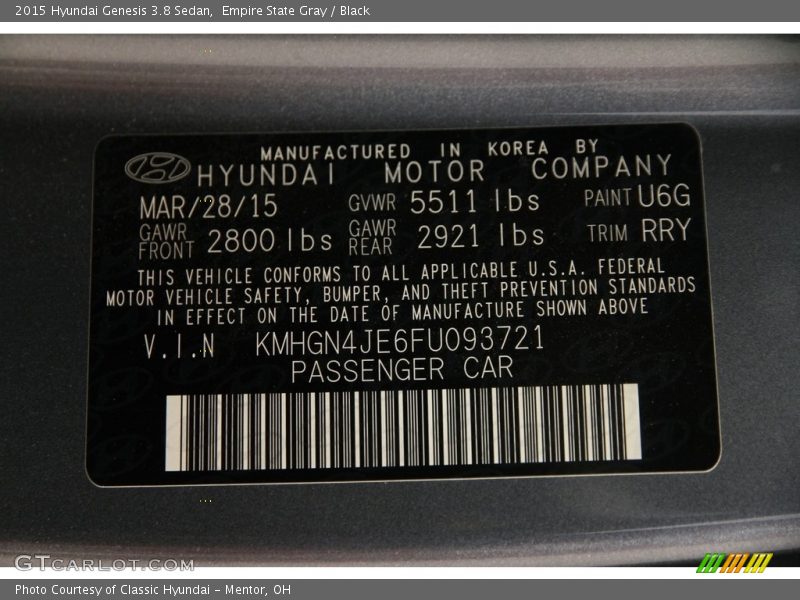 2015 Hyundai Genesis 3.8 Sedan,  Empire State Gray / Black
MANUFACTURED IN KOREA BY
HYUNDAI MOTOR COMPANY
MAR/28/15 GVWR 5511 lbs PAINT U6G
GAWR FRONT 2800 lbs GAWR REAR 2921 lbs TRIM RRY
THIS VEHICLE CONFORMS TO ALL APPLICABLE U.S.A. FEDERAL
MOTOR VEHICLE SAFETY, BUMPER, AND THEFT PREVENTION STANDARDS
IN EFFECT ON THE DATE OF MANUFACTURE SHOWN ABOVE
V.I.N KMHGN4JE6FU093721
PASSENGER CAR
GTCARLOT.COM
Photo Courtesy of Classic Hyundai - Mentor, OH